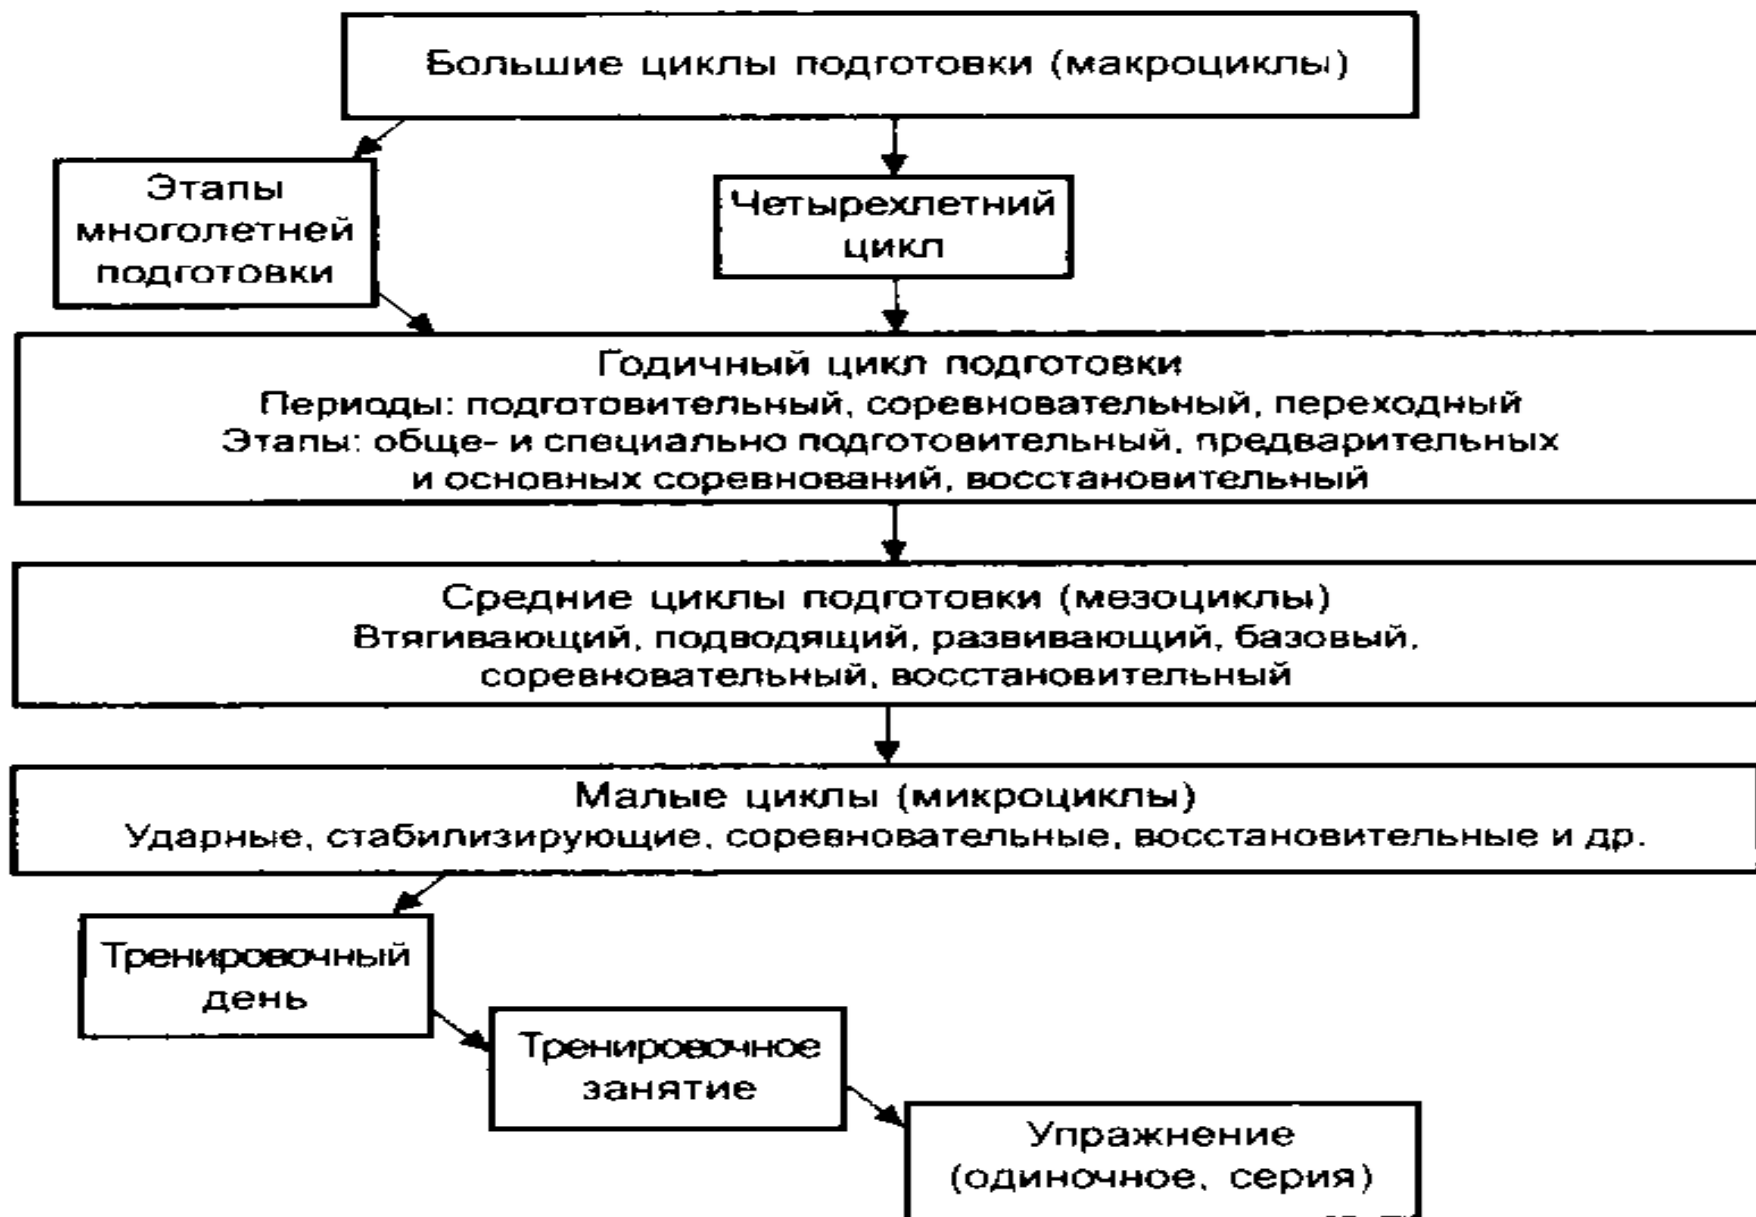 Большие циклы подготовки (макроциклы)
Этапы
многолетней
подготовки
Четырехлетний
цикл
Годичный цикл подготовки
Периоды: подготовительный, соревновательный, переходный
Этапы: обще- и специально подготовительный, предварительных
и основных соревнований, восстановительный
Средние циклы подготовки (мезоциклы)
Втягивающий, подводящий, развивающий, базовый,
соревновательный, восстановительный
Малые циклы (микроциклы)
Ударные, стабилизирующие, соревновательные, восстановительные и др.
Тренировочный
день
Тренировочное
занятие
Упражнение
(одиночное, серия)